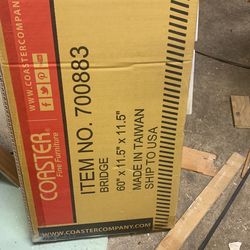 WWW.COASTERCOMPANY.
COASTER
Fine Furniture
ITEM NO. 700883
BRIDGE
60" x 11.5" x 11.5"
MADE IN TAIWAN
SHIP TO USA
WWW.COASTERCOMPANY.COM